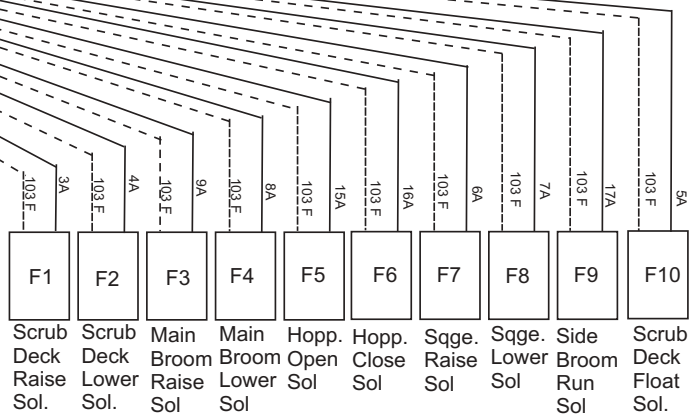 103 F
3A
103 F
4A
103 F
9A
103 F
8A
103 F
15A
103 F
16A
103 F
6A
103 F
7A
103 F
17A
103 F
5A
F1
F2
F3
F4
F5
F6
F7
F8
F9
F10
Scrub
Deck
Raise
Sol.
Scrub
Deck
Lower
Sol.
Main
Broom
Raise
Sol
Main
Broom
Lower
Sol
Hopp.
Open
Sol
Hopp.
Close
Sol
Sqge.
Raise
Sol
Sqge.
Lower
Sol
Side
Broom
Run
Sol
Scrub
Deck
Float
Sol.